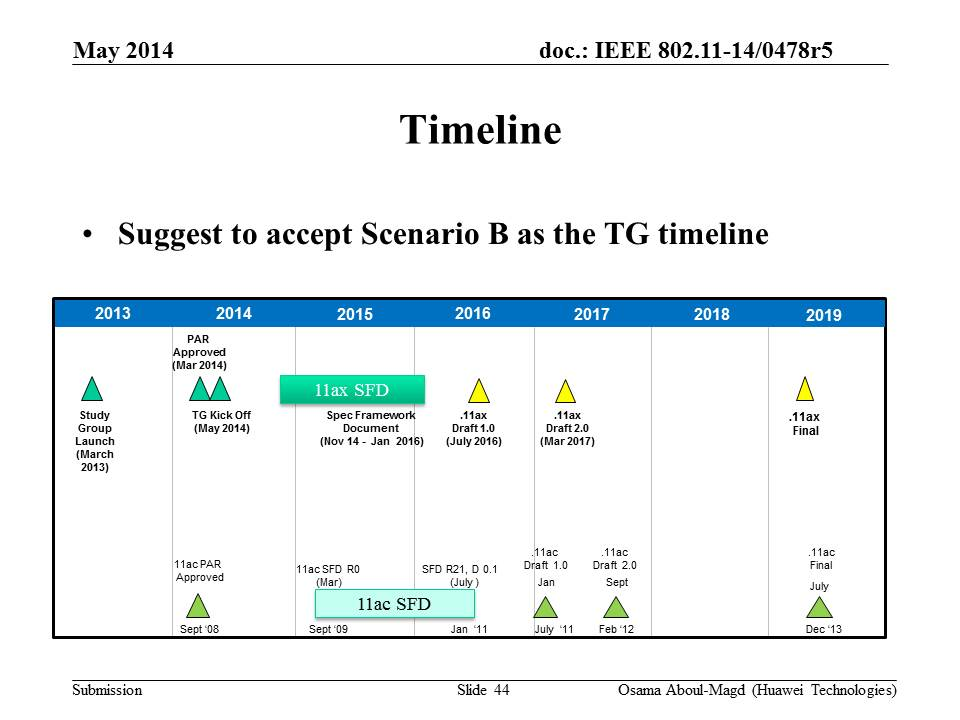 May 2014
doc.: IEEE 802.11-14/0478r5
Timeline
• Suggest to accept Scenario B as the TG timeline
2013 2014 2015 2016 2017 2018 2019
PAR
Approved
(Mar 2014)
11ax SFD
Study
Group
Launch
(March
2013)
TG Kick Off
(May 2014)
Spec Framework
Document
(Nov 14 - Jan 2016)
.11ax
Draft 1.0
(July 2016)
.11ax
Draft 2.0
(Mar 2017)
.11ax
Final
11ac PAR
Approved
11ac SFD R0
(Mar)
SFD R21, D 0.1
(July )
.11ac
Draft 1.0
Jan
.11ac
Draft 2.0
Sept
.11ac
Final
July
11ac SFD
Sept ‘08
Sept ‘09
Jan ‘11
July ‘11
Feb ‘12
Dec ‘13
Submission
Slide 44
Osama Aboul-Magd (Huawei Technologies)